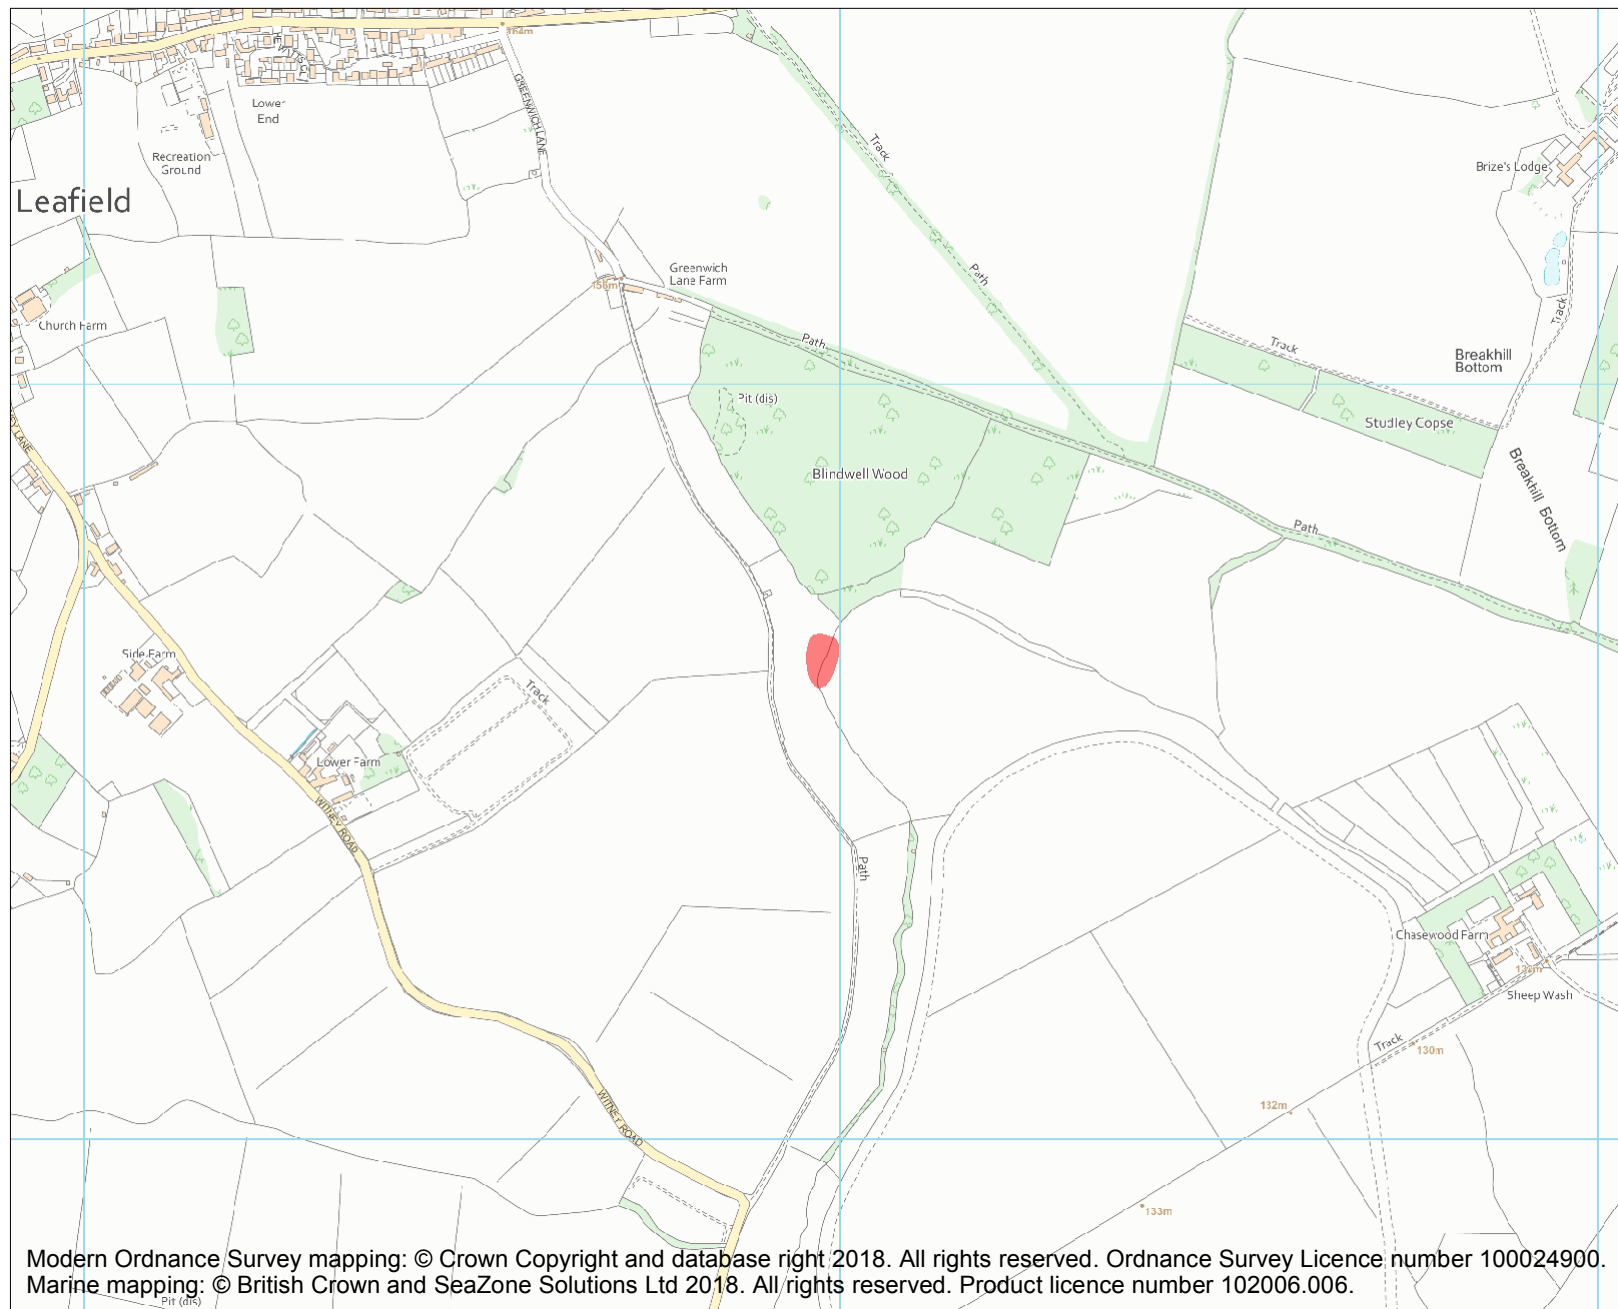 164m
GREENWICH LANE
Lower
End
Recreation
Ground
Leafield
Track
Brize's Lodge
Greenwich
Lane Farm
158m
Path
Church Farm
Path
Track
Track
Breakhill
Bottom
Pit (dis)
Studley Copse
Blindwell Wood
Breakhill Bottom
Path
Side Farm
Track
Lower Farm
WITNEY ROAD
Path
Chasewood Farm
Sheep Wash
Track
130m
132m
WITNEY ROAD
133m
Modern Ordnance Survey mapping: © Crown Copyright and database right 2018. All rights reserved. Ordnance Survey Licence number 100024900.
Marine mapping: © British Crown and SeaZone Solutions Ltd 2018. All rights reserved. Product licence number 102006.006.
Pit (dis)